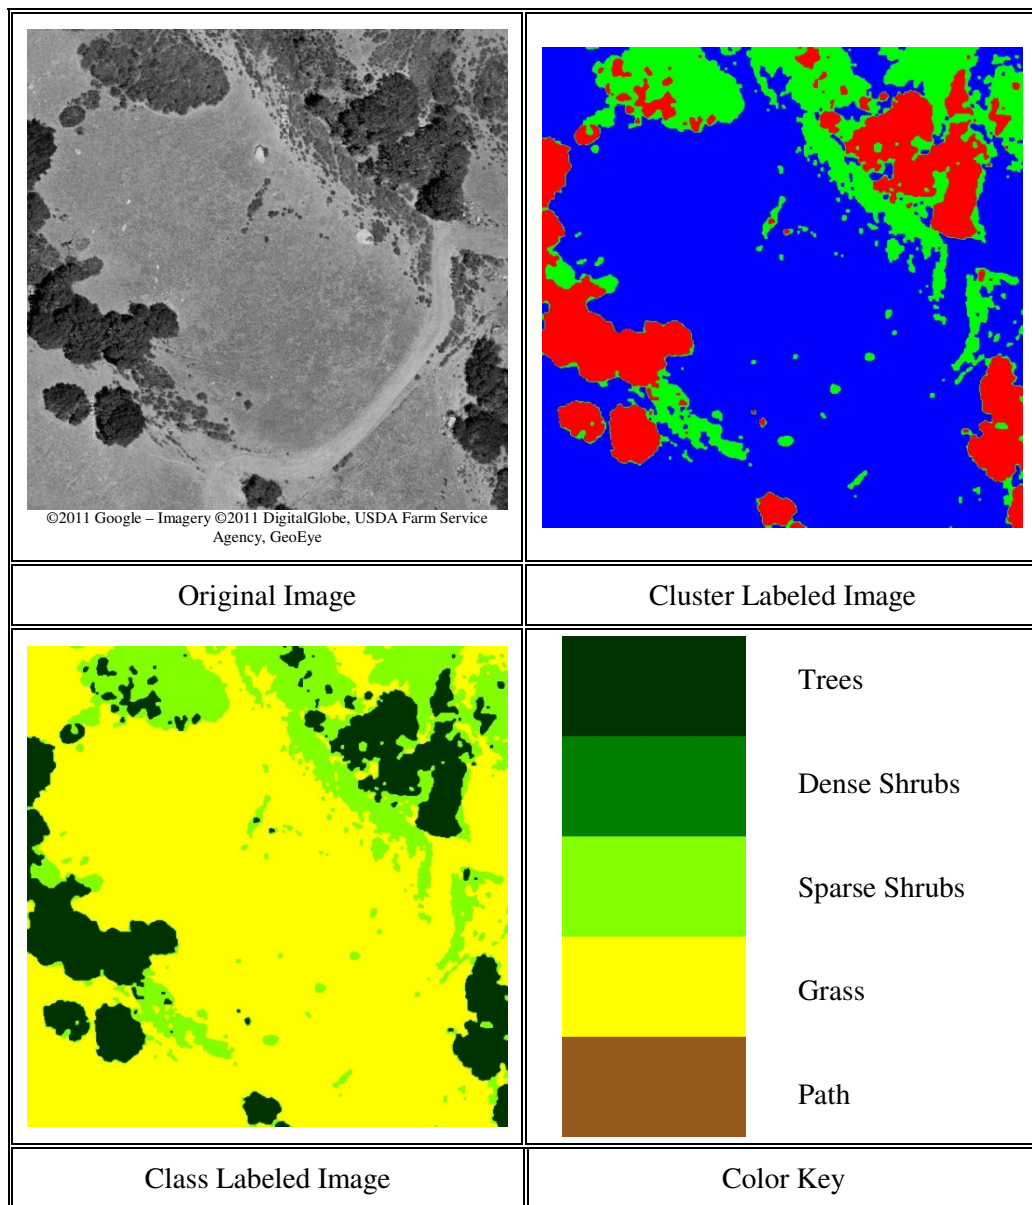 ©2011 Google – Imagery ©2011 DigitalGlobe, USDA Farm Service
Agency, GeoEye
Original Image
Cluster Labeled Image
Trees
Dense Shrubs
Sparse Shrubs
Grass
Path
Class Labeled Image
Color Key